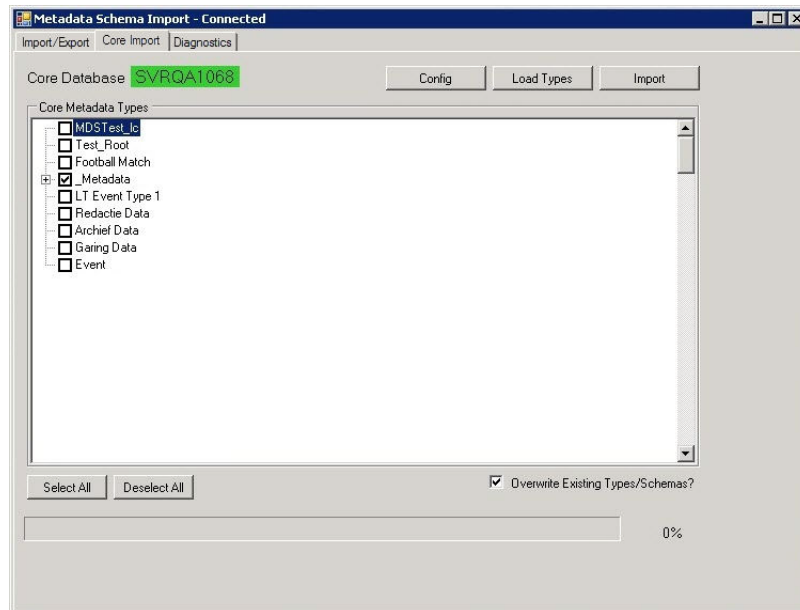 Metadata Schema Import - Connected
Import/Export Core Import Diagnostics
Core Database SVRQA1068 Config Load Types Import
Core Metadata Types
MDSTest_lc
Test_Root
Football Match
_Metadata
LT Event Type 1
Redactie Data
Archief Data
Garing Data
Event
Select All Deselect All Overwrite Existing Types/Schemas?
0%